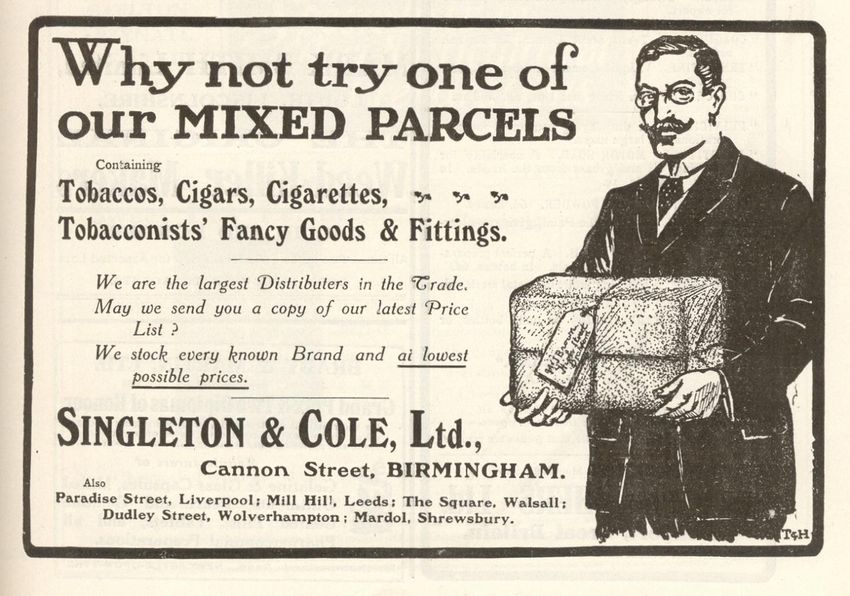 Why not try one of
our MIXED PARCELS
Containing
Tobaccos, Cigars, Cigarettes,
Tobacconists' Fancy Goods & Fittings.
We are the largest Distributers in the Trade.
May we send you a copy of our latest Price
List ?
We stock every known Brand and ai lowest
possible prices.
SINGLETON & COLE, Ltd.,
Cannon Street, BIRMINGHAM.
Also
Paradise Street, Liverpool; Mill Hill, Leeds; The Square, Walsall;
Dudley Street, Wolverhampton; Mardol, Shrewsbury.
T&H